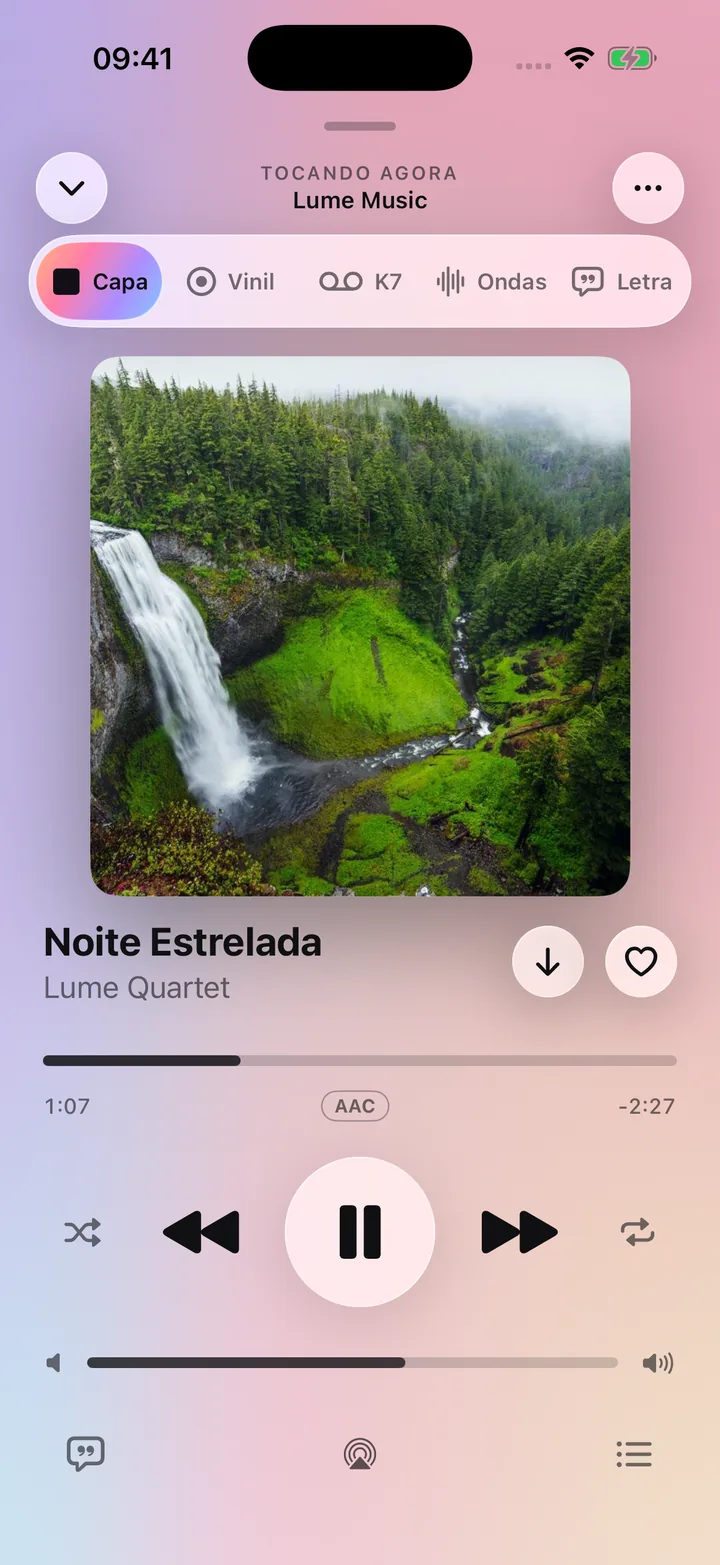 09:41
TOCANDO AGORA
Lume Music
Capa Vinil K7 Ondas Letra
Noite Estrelada
Lume Quartet
1:07 AAC -2:27